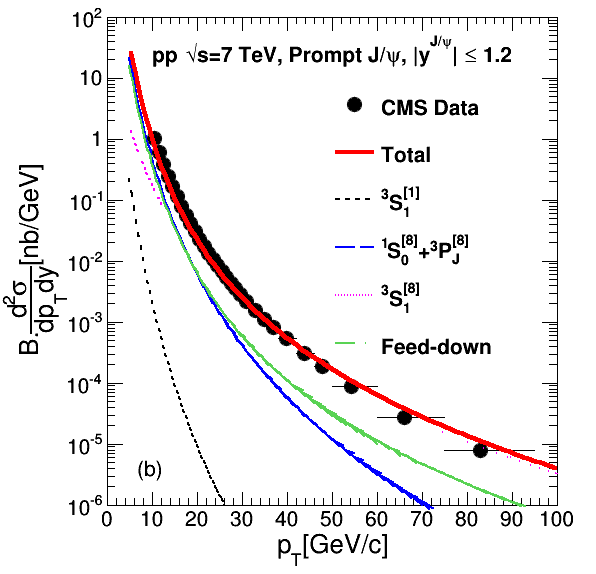 pp √s=7 TeV, Prompt J/ψ, |y^{J/ψ}| ≤ 1.2
CMS Data
Total
³S₁^{[1]}
¹S₀^{[8]}+³P_J^{[8]}
³S₁^{[8]}
Feed-down
(b)
B.d²σ/dp_Tdy[nb/GeV]
10²
10
1
10⁻¹
10⁻²
10⁻³
10⁻⁴
10⁻⁵
10⁻⁶
0 10 20 30 40 50 60 70 80 90 100
p_T[GeV/c]